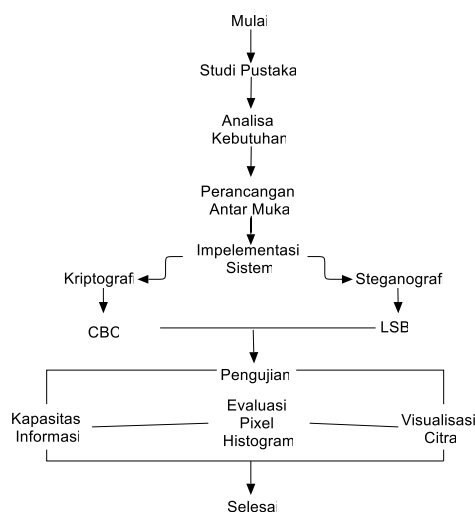 Mulai
Studi Pustaka
Analisa
Kebutuhan
Perancangan
Antar Muka
Impelementasi
Sistem
Kriptografi
Steganograf
CBC
LSB
Pengujian
Kapasitas
Informasi
Evaluasi
Pixel
Histogram
Visualisasi
Citra
Selesai